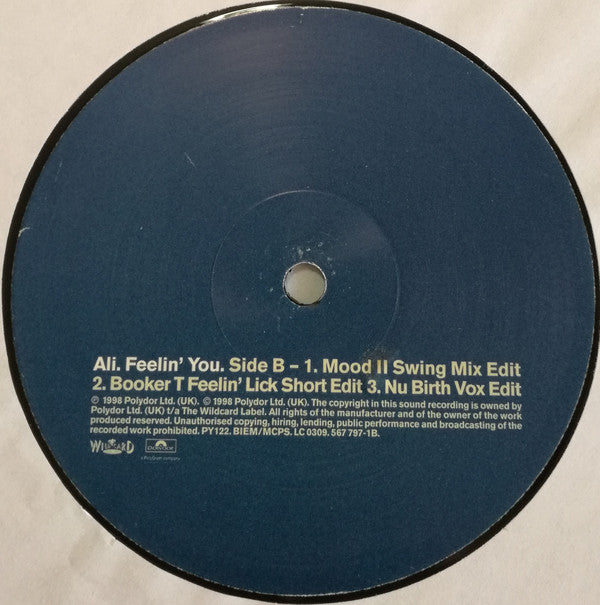 Ali. Feelin' You. Side B – 1. Mood II Swing Mix Edit
2. Booker T Feelin' Lick Short Edit 3. Nu Birth Vox Edit
℗ 1998 Polydor Ltd. (UK). © 1998 Polydor Ltd. (UK). The copyright in this sound recording is owned by
Polydor Ltd. (UK) t/a The Wildcard Label. All rights of the manufacturer and of the owner of the work
produced reserved. Unauthorised copying, hiring, lending, public performance and broadcasting of the
recorded work prohibited. PY122. BIEM/MCPS. LC 0309. 567 797-1B.
WILDCARD
Polydor
a PolyGram company